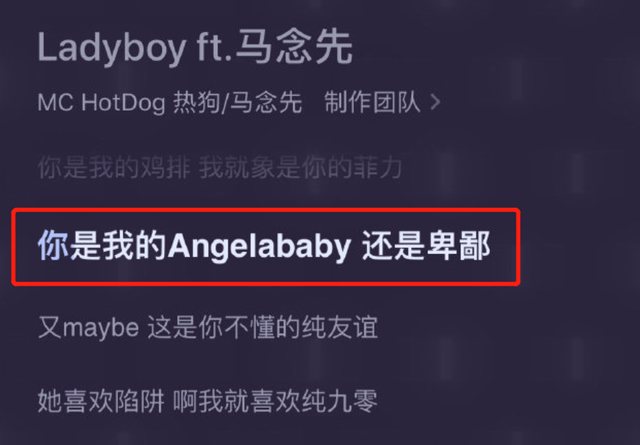 Ladyboy ft.马念先
MC HotDog 热狗/马念先 制作团队 >
你是我的鸡排 我就象是你的菲力
你是我的Angelababy 还是卑鄙
又maybe 这是你不懂的纯友谊
她喜欢陷阱 啊我就喜欢纯九零